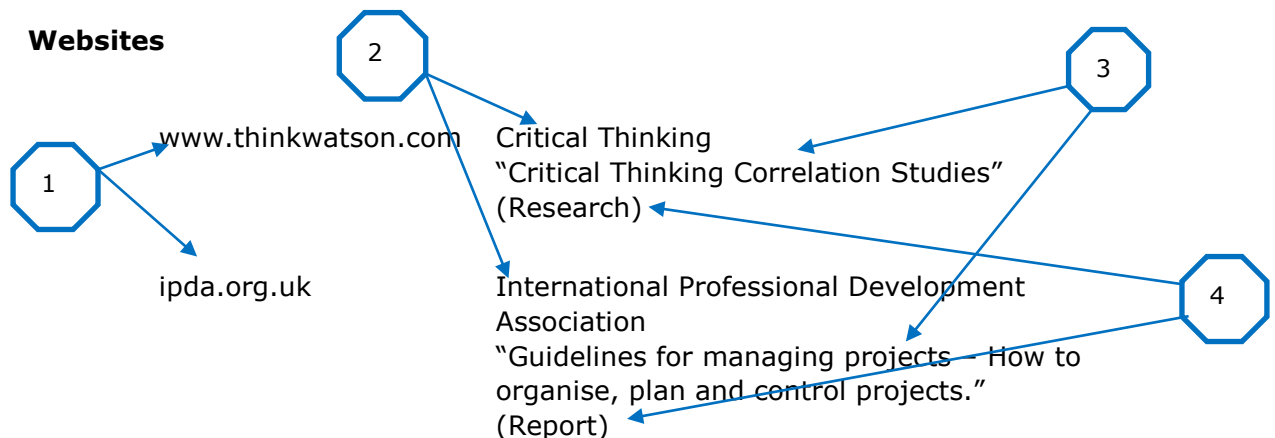 Websites
2
3
www.thinkwatson.com Critical Thinking
“Critical Thinking Correlation Studies”
1
(Research)
ipda.org.uk International Professional Development
4
Association
“Guidelines for managing projects – How to
organise, plan and control projects.”
(Report)